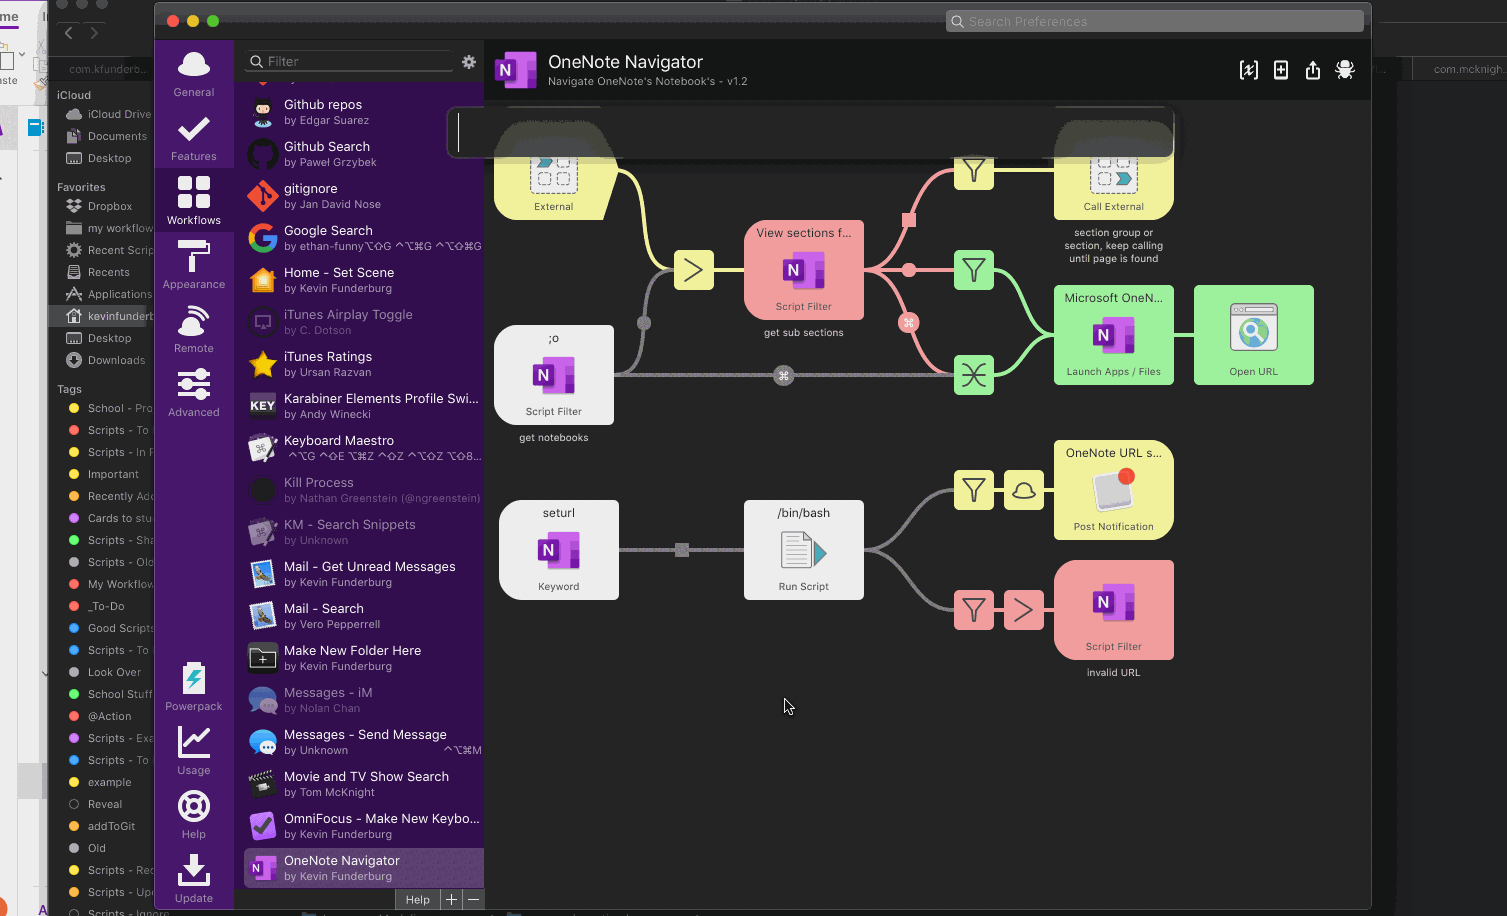 me
Search Preferences
com.kfunderb...
com.mcknigh...
aste
iCloud
iCloud Drive
Documents
Desktop
Favorites
Dropbox
my workflow
Recent Scrip
Recents
Applications
kevinfunderb
Desktop
Downloads
Tags
School - Pro
Scripts - To
Scripts - In P
Important
Recently Add
Cards to stu
Scripts - Sha
Scripts - Old
My Workflow
_To-Do
Good Scripts
Scripts - To
Look Over
School Stuff
@Action
Scripts - Exa
Scripts - To
example
Reveal
addToGit
Old
Scripts - Rec
Scripts - Upd
Scripts - Ignore
General
Features
Workflows
Appearance
Remote
Advanced
Powerpack
Usage
Help
Update
Filter
Github repos
by Edgar Suarez
Github Search
by Paweł Grzybek
gitignore
by Jan David Nose
Google Search
by ethan-funny⌥⇧G ^⌥⌘G ^⌥⇧⌘G
Home - Set Scene
by Kevin Funderburg
iTunes Airplay Toggle
by C. Dotson
iTunes Ratings
by Ursan Razvan
KEY
Karabiner Elements Profile Swi...
by Andy Winecki
Keyboard Maestro
^⌥G ^⇧E ⌥⌘Z ^⇧Z ^⌥⇧Z ⌥⇧8...
Kill Process
by Nathan Greenstein (@ngreenstein)
KM - Search Snippets
by Unknown
Mail - Get Unread Messages
by Kevin Funderburg
Mail - Search
by Vero Pepperrell
Make New Folder Here
by Kevin Funderburg
Messages - iM
by Nolan Chan
Messages - Send Message
by Unknown ^⌥⌘M
Movie and TV Show Search
by Tom McKnight
OmniFocus - Make New Keybo...
by Kevin Funderburg
OneNote Navigator
by Kevin Funderburg
Help + −
OneNote Navigator
Navigate OneNote's Notebook's - v1.2
External
Call External
section group or
section, keep calling
until page is found
View sections f...
N
Script Filter
get sub sections
Microsoft OneN...
N
Launch Apps / Files
Open URL
;o
N
Script Filter
get notebooks
⌘
⌘
OneNote URL s...
Post Notification
seturl
N
Keyword
/bin/bash
Run Script
N
Script Filter
invalid URL